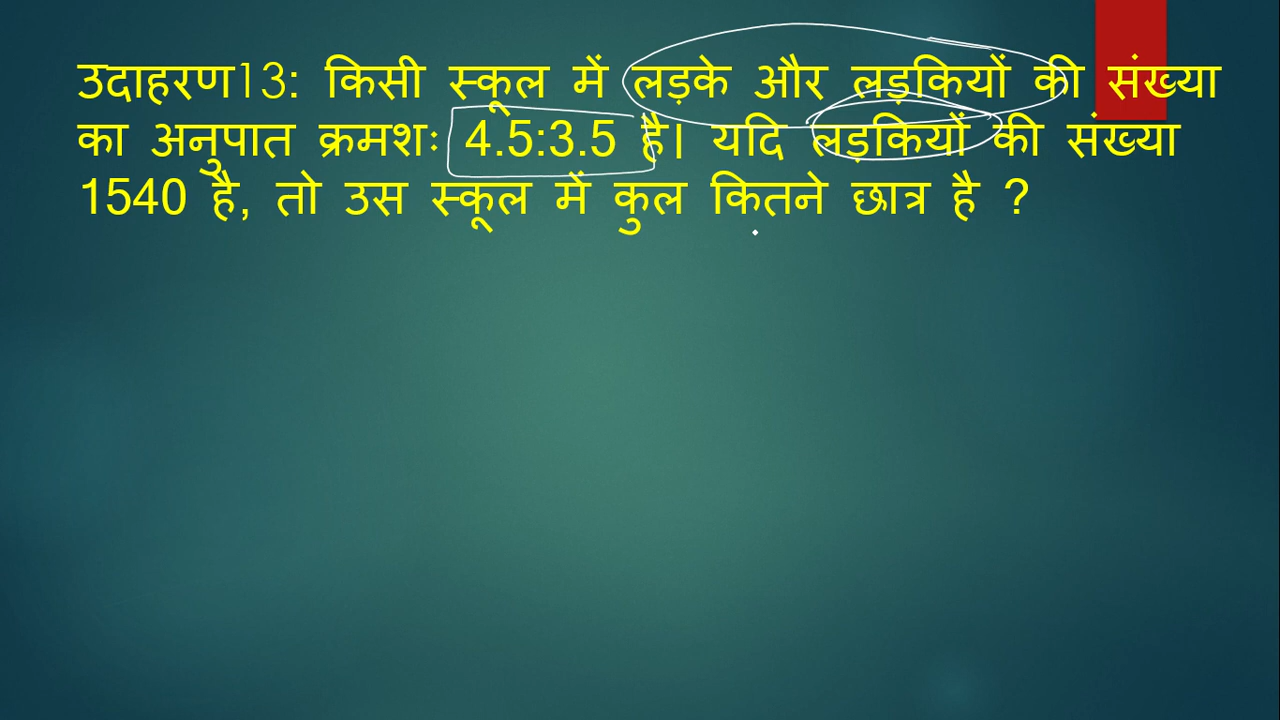 उदाहरण13: किसी स्कूल में लड़के और लड़कियों की संख्या
का अनुपात क्रमशः 4.5:3.5 है। यदि लड़कियों की संख्या
1540 है, तो उस स्कूल में कुल कितने छात्र है ?